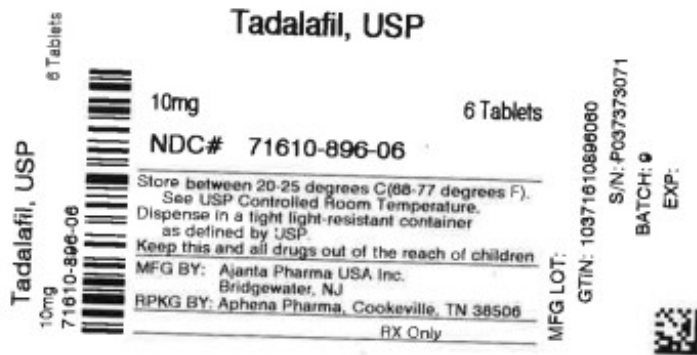 Tadalafil, USP
10mg 6 Tablets
NDC# 71610-896-06
Store between 20-25 degrees C(68-77 degrees F).
See USP Controlled Room Temperature.
Dispense in a tight light-resistant container
as defined by USP.
Keep this and all drugs out of the reach of children
MFG BY: Ajanta Pharma USA Inc.
Bridgewater, NJ
RPKG BY: Aphena Pharma, Cookeville, TN 38506
RX Only
Tadalafil, USP
10mg 6 Tablets
71610-896-06
MFG LOT:
GTIN: 10371610896060
S/N: P037373071
BATCH: 9
EXP: